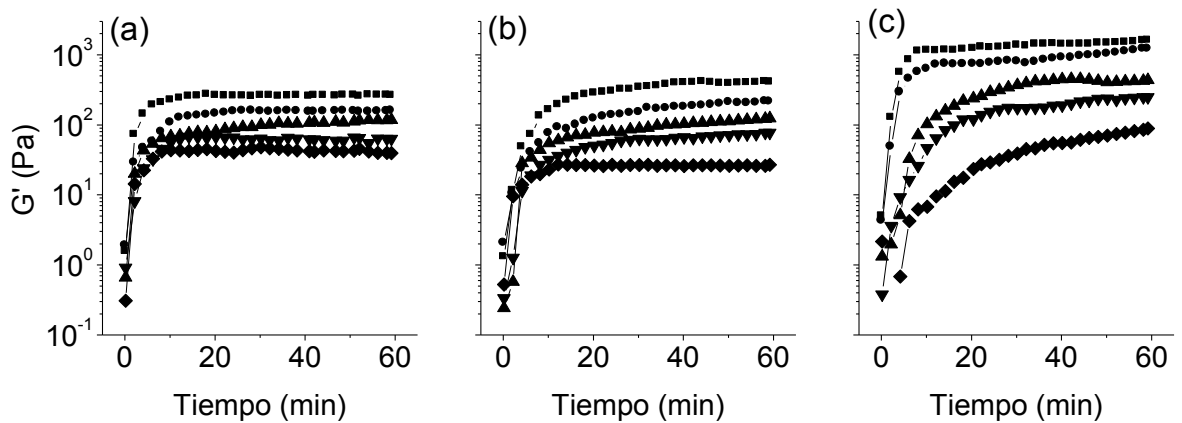 (a)
(b)
(c)
10³
10²
10¹
10⁰
10⁻¹
G' (Pa)
0 20 40 60
0 20 40 60
0 20 40 60
Tiempo (min)
Tiempo (min)
Tiempo (min)